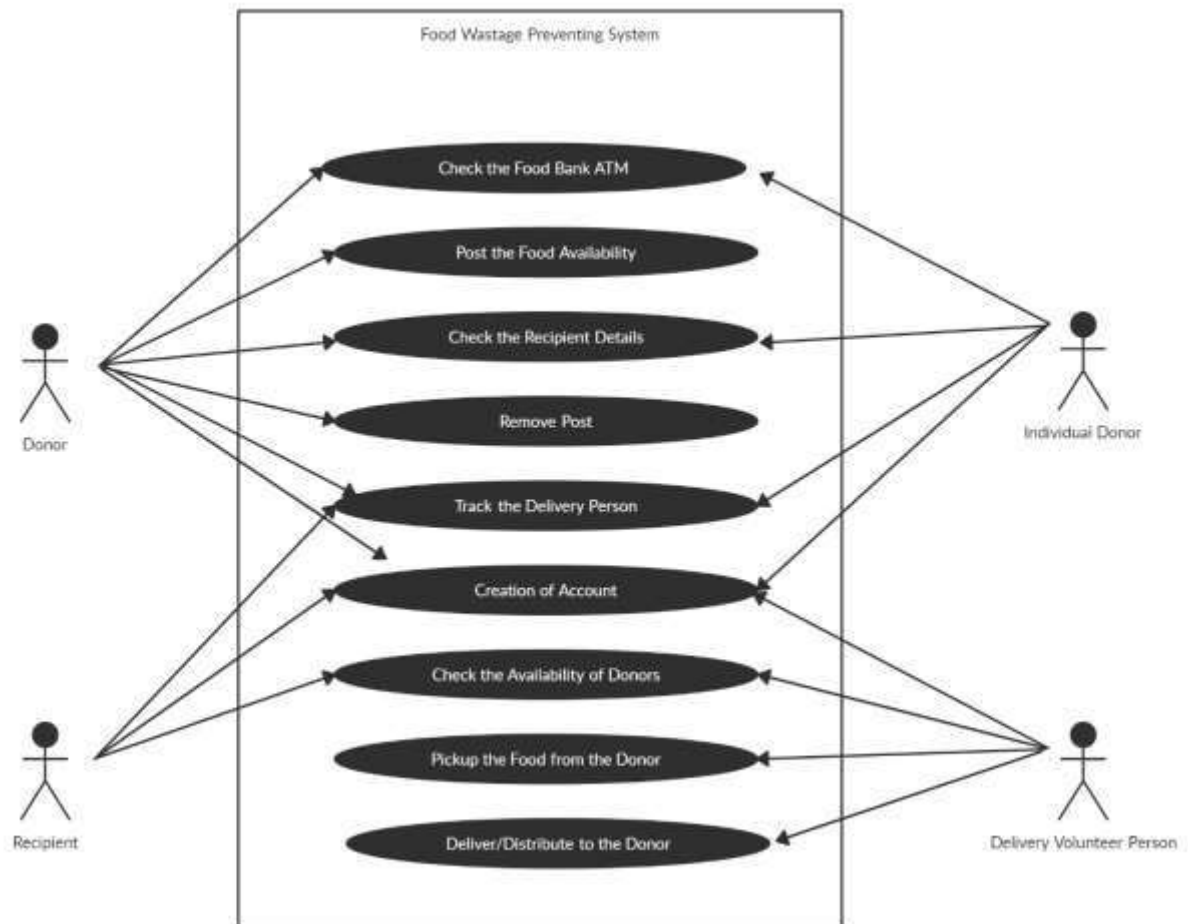 Food Wastage Preventing System
Check the Food Bank ATM
Post the Food Availability
Check the Recipient Details
Remove Post
Donor
Individual Donor
Track the Delivery Person
Creation of Account
Check the Availability of Donors
Pickup the Food from the Donor
Recipient
Deliver/Distribute to the Donor
Delivery Volunteer Person